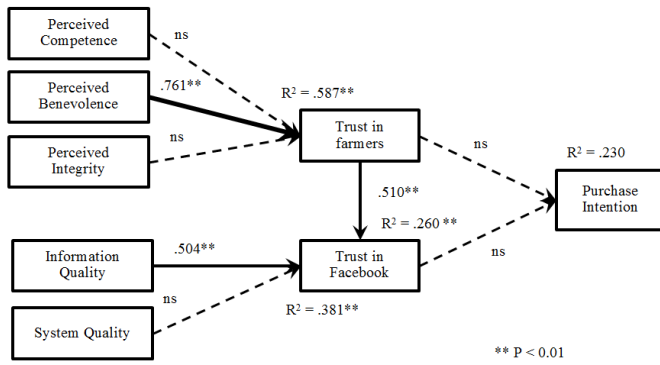 Perceived
Competence
ns
Perceived
Benevolence
.761**
R² = .587**
Perceived
Integrity
ns
Trust in
farmers
ns
R² = .230
Purchase
Intention
.510**
R² = .260 **
Information
Quality
.504**
Trust in
Facebook
ns
ns
System Quality
R² = .381**
** P < 0.01